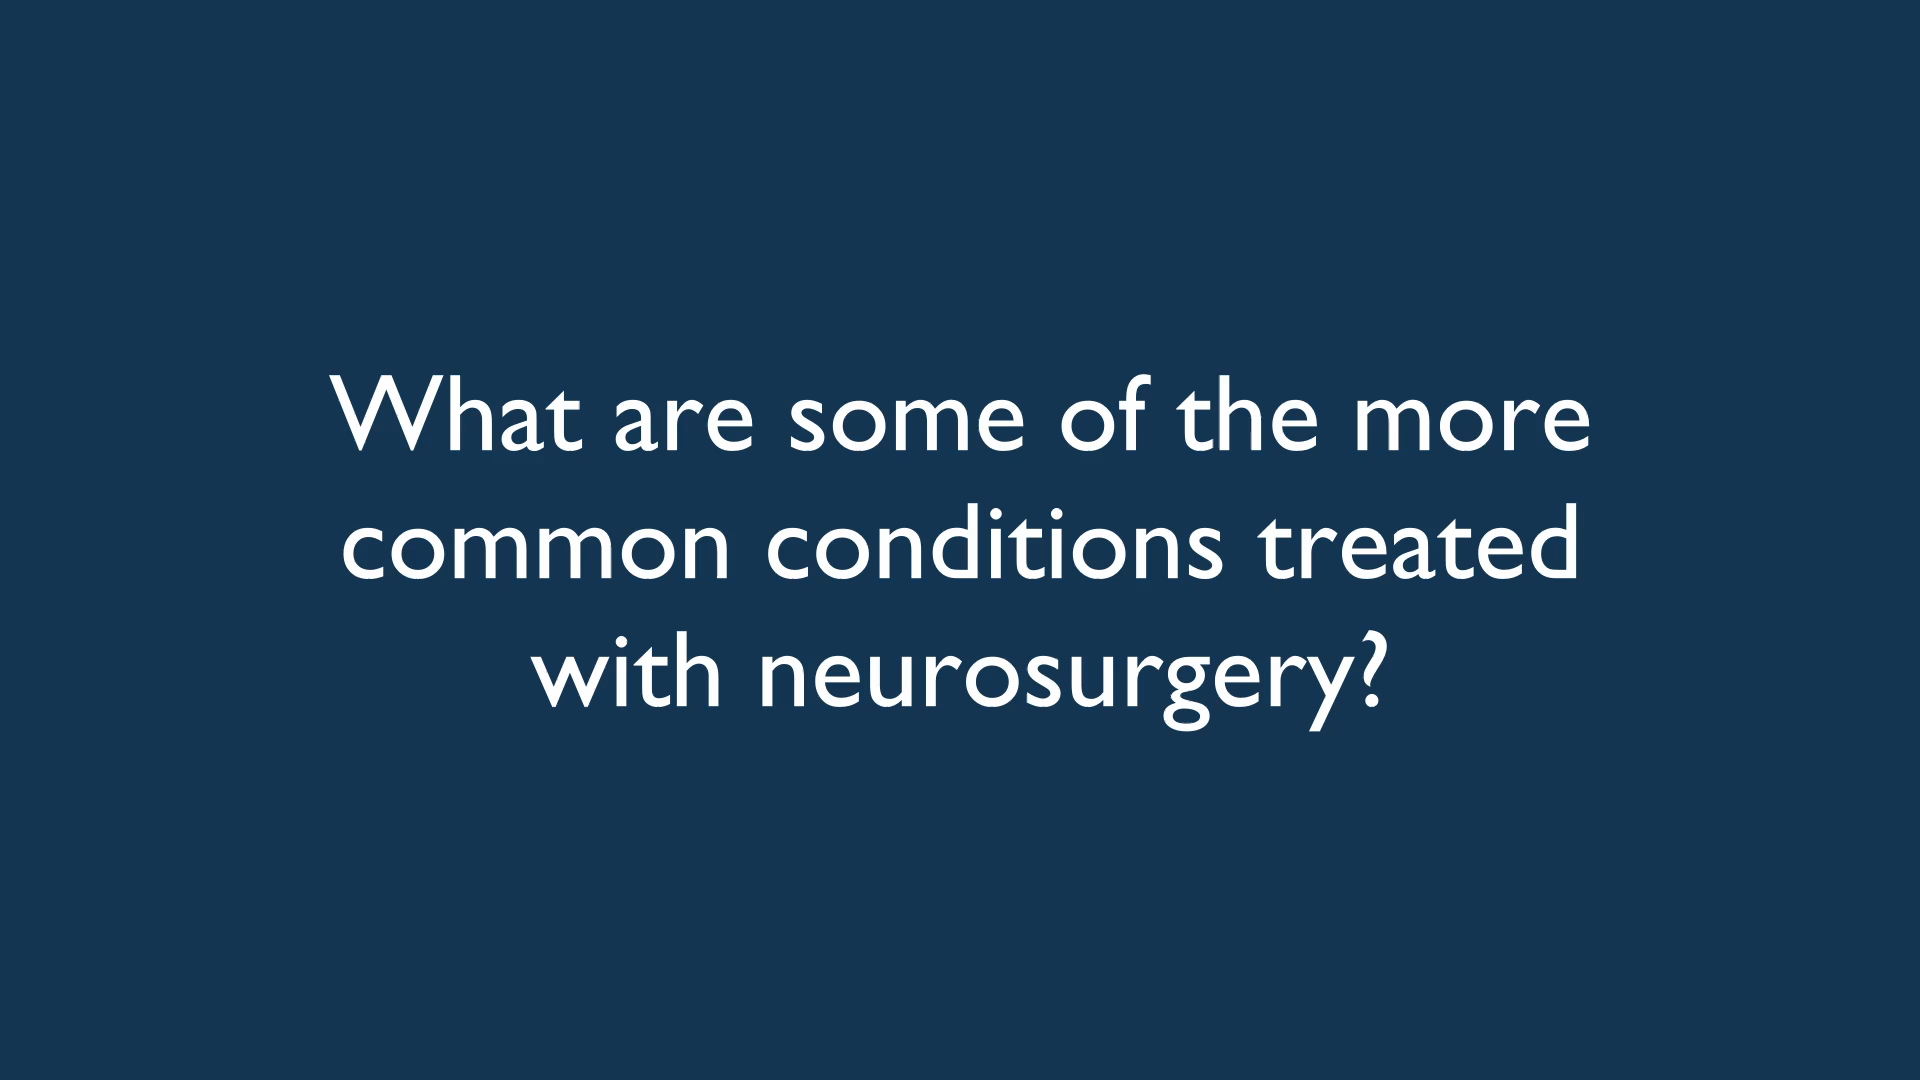 What are some of the more
common conditions treated
with neurosurgery?